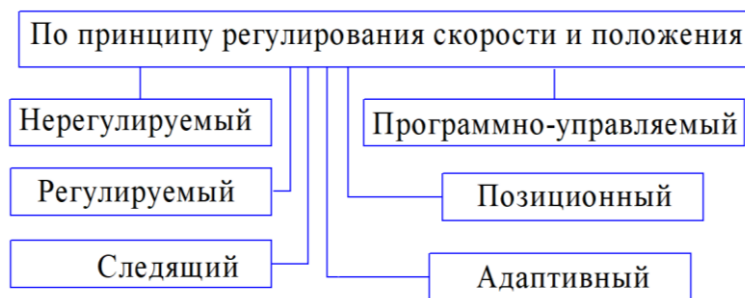 По принципу регулирования скорости и положения
Нерегулируемый
Программно-управляемый
Регулируемый
Позиционный
Следящий
Адаптивный